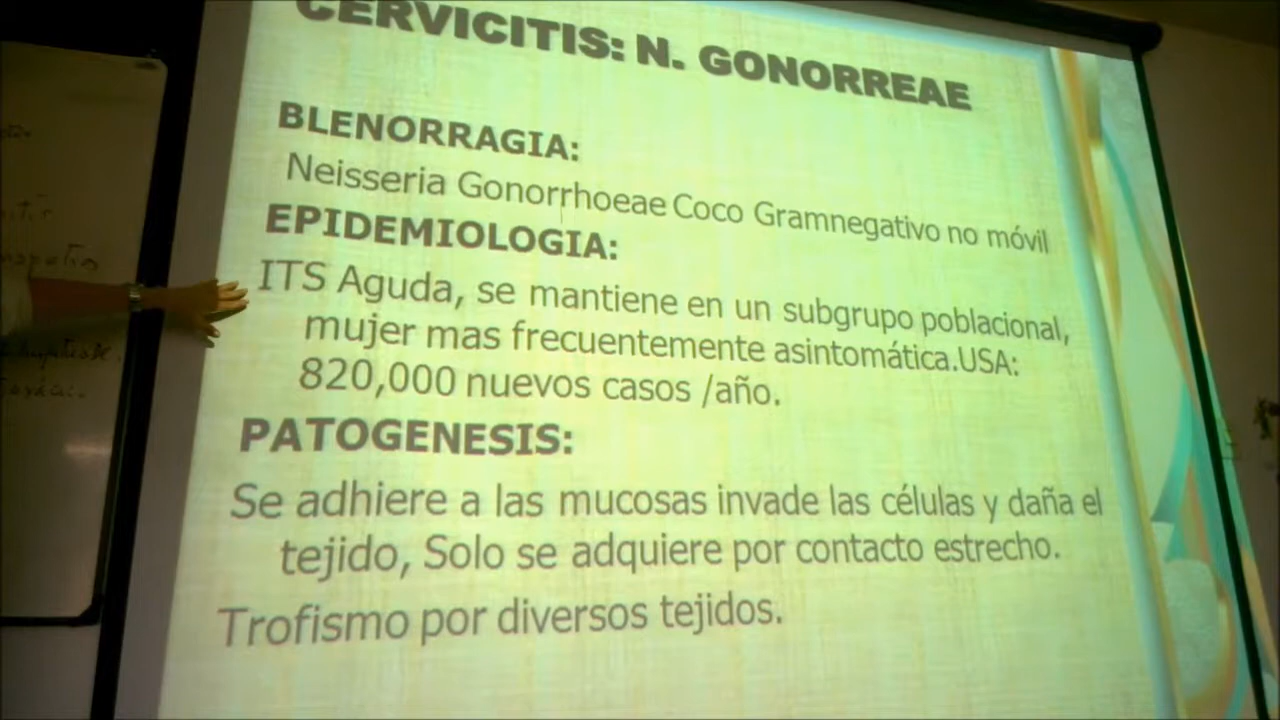 CERVICITIS: N. GONORREAE
BLENORRAGIA:
Neisseria Gonorrhoeae Coco Gramnegativo no móvil
EPIDEMIOLOGIA:
ITS Aguda, se mantiene en un subgrupo poblacional,
mujer mas frecuentemente asintomática.USA:
820,000 nuevos casos /año.
PATOGENESIS:
Se adhiere a las mucosas invade las células y daña el
tejido, Solo se adquiere por contacto estrecho.
Trofismo por diversos tejidos.